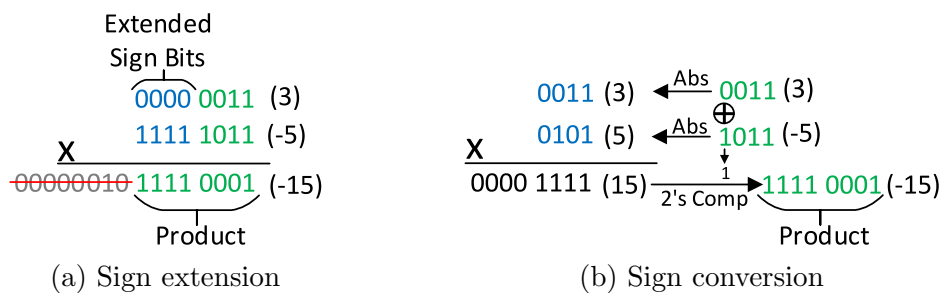 Extended
Sign Bits
0000 0011 (3)
1111 1011 (-5)
X
00000010 1111 0001 (-15)
Product
(a) Sign extension
0011 (3) Abs 0011 (3)
⊕
0101 (5) Abs 1011 (-5)
X
1
0000 1111 (15) 2's Comp 1111 0001 (-15)
Product
(b) Sign conversion